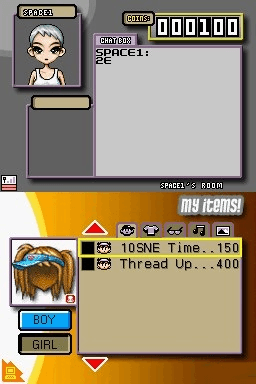 SPACE1
COINS:
000100
CHAT BOX
SPACE1:
2E
SPACE1'S ROOM
my items!
10SNE Time..150
Thread Up...400
BOY
GIRL